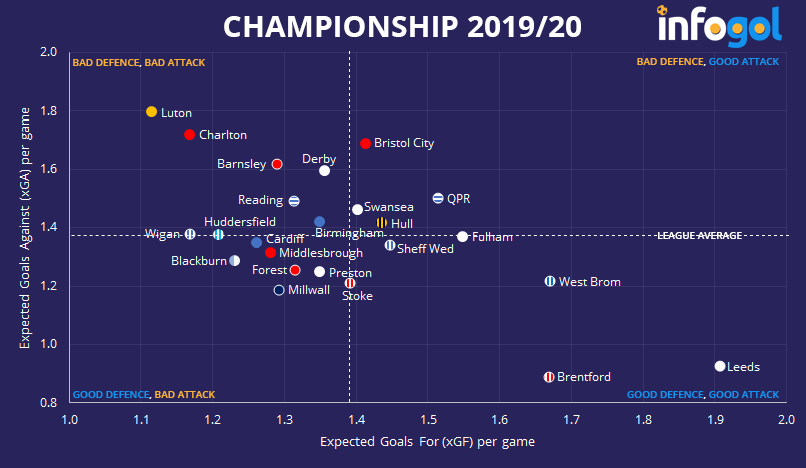 CHAMPIONSHIP 2019/20
infogol
BAD DEFENCE, BAD ATTACK
BAD DEFENCE, GOOD ATTACK
Expected Goals Against (xGA) per game
2.0
1.8
1.6
1.4
1.2
1.0
0.8
Luton
Charlton
Bristol City
Derby
Barnsley
Reading
QPR
Swansea
Huddersfield
Hull
Wigan
Birmingham
Fulham
LEAGUE AVERAGE
Cardiff
Sheff Wed
Middlesbrough
Blackburn
Forest
Preston
West Brom
Millwall
Stoke
Leeds
Brentford
GOOD DEFENCE, BAD ATTACK
GOOD DEFENCE, GOOD ATTACK
1.0 1.1 1.2 1.3 1.4 1.5 1.6 1.7 1.8 1.9 2.0
Expected Goals For (xGF) per game